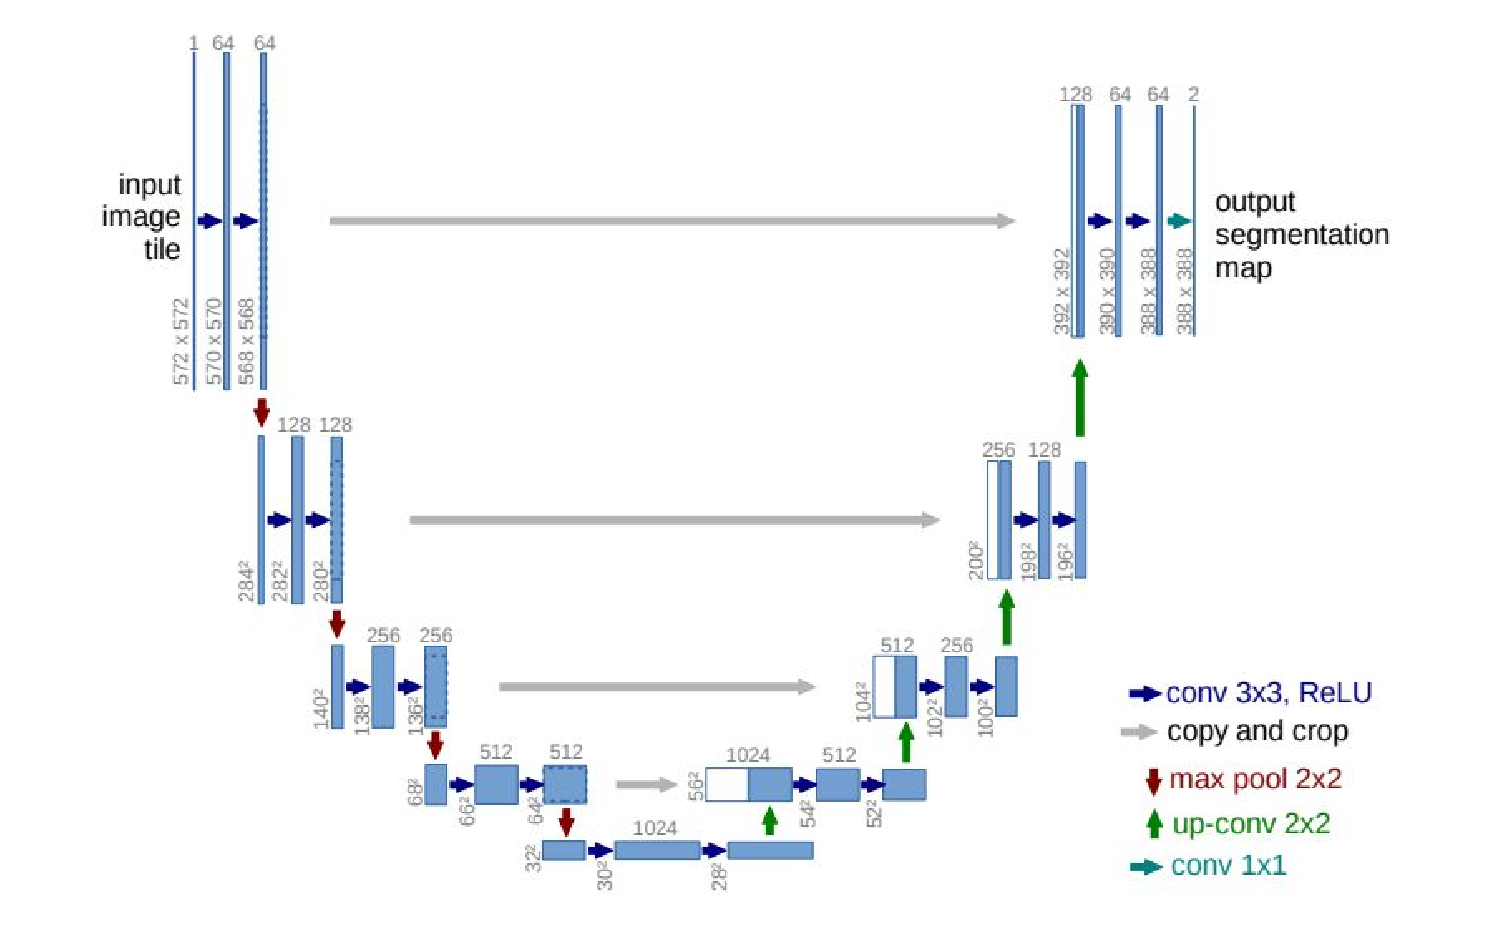 1 64 64
128 64 64 2
input
image
tile
output
segmentation
map
572 x 572
570 x 570
568 x 568
392 x 392
390 x 390
388 x 388
388 x 388
128 128
256 128
284²
282²
280²
200²
198²
196²
256 256
512 256
140²
138²
136²
104²
102²
100²
512 512
1024 512
68²
66²
64²
56²
54²
52²
1024
32²
30²
28²
conv 3x3, ReLU
copy and crop
max pool 2x2
up-conv 2x2
conv 1x1